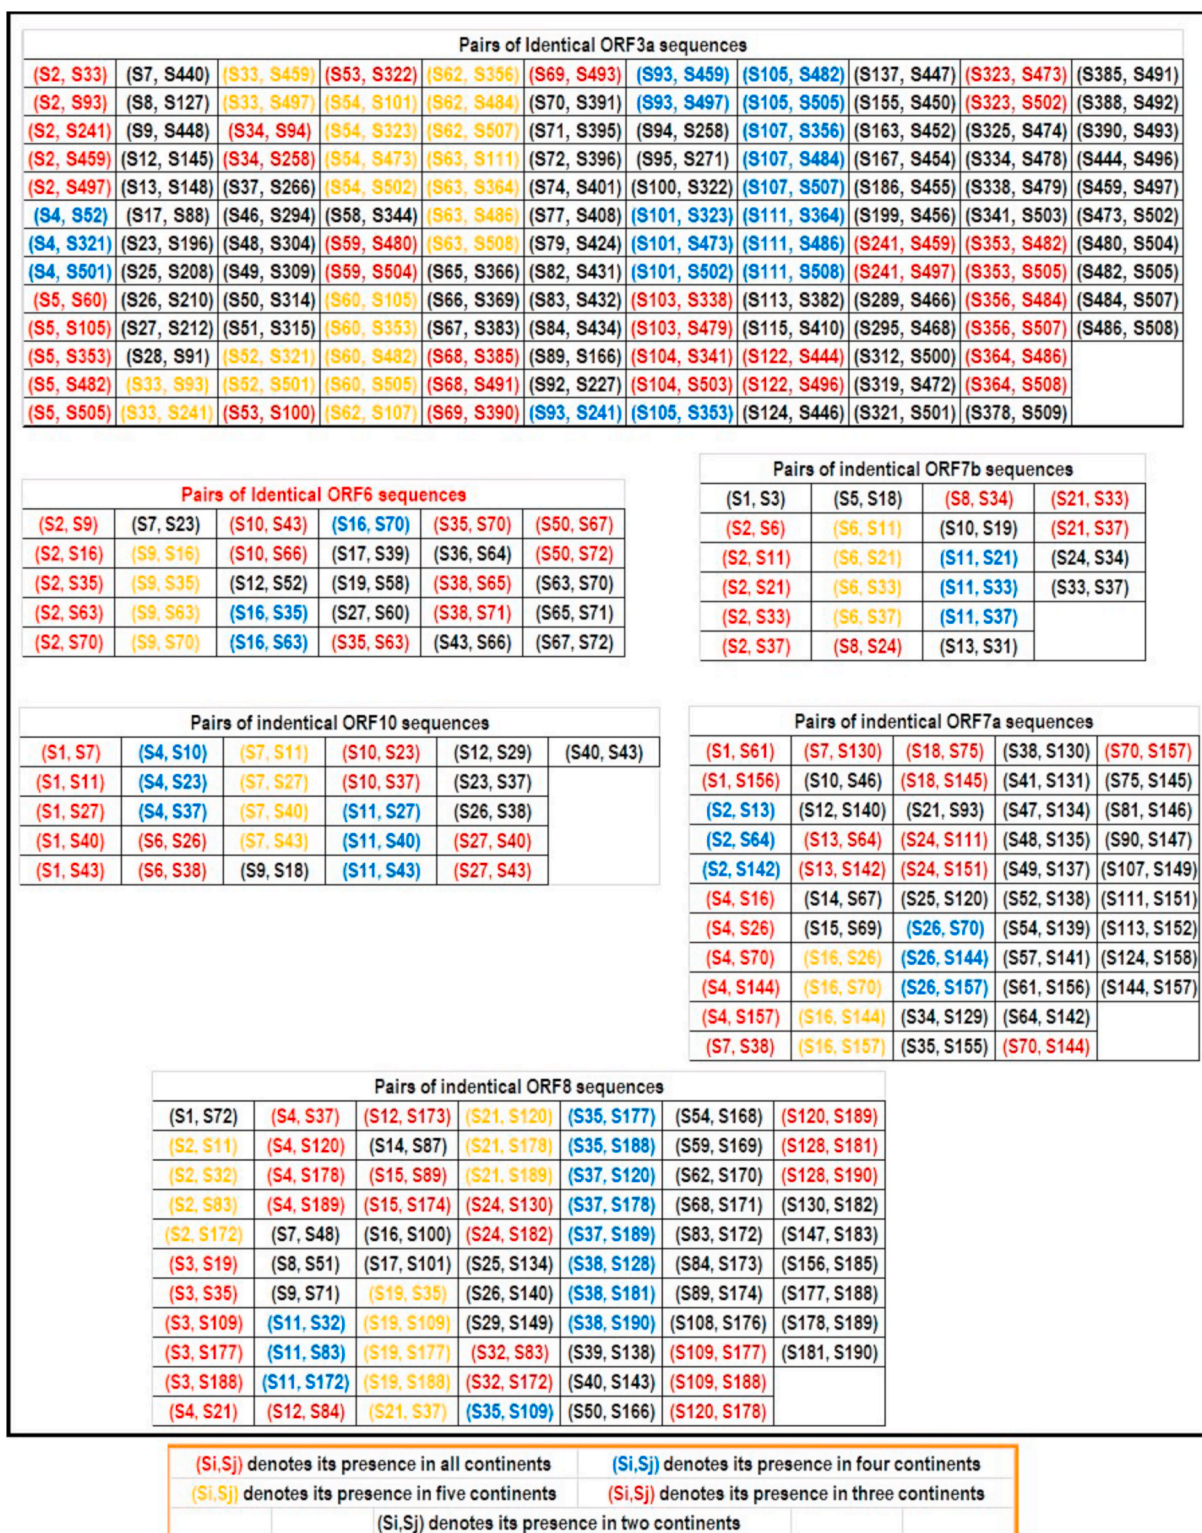 Pairs of Identical ORF3a sequences
(S2, S33) (S7, S440) (S33, S459) (S53, S322) (S62, S356) (S69, S493) (S93, S459) (S105, S482) (S137, S447) (S323, S473) (S385, S491)
(S2, S93) (S8, S127) (S33, S497) (S54, S101) (S62, S484) (S70, S391) (S93, S497) (S105, S505) (S155, S450) (S323, S502) (S388, S492)
(S2, S241) (S9, S448) (S34, S94) (S54, S323) (S62, S507) (S71, S395) (S94, S258) (S107, S356) (S163, S452) (S325, S474) (S390, S493)
(S2, S459) (S12, S145) (S34, S258) (S54, S473) (S63, S111) (S72, S396) (S95, S271) (S107, S484) (S167, S454) (S334, S478) (S444, S496)
(S2, S497) (S13, S148) (S37, S266) (S54, S502) (S63, S364) (S74, S401) (S100, S322) (S107, S507) (S186, S455) (S338, S479) (S459, S497)
(S4, S52) (S17, S88) (S46, S294) (S58, S344) (S63, S486) (S77, S408) (S101, S323) (S111, S364) (S199, S456) (S341, S503) (S473, S502)
(S4, S321) (S23, S196) (S48, S304) (S59, S480) (S63, S508) (S79, S424) (S101, S473) (S111, S486) (S241, S459) (S353, S482) (S480, S504)
(S4, S501) (S25, S208) (S49, S309) (S59, S504) (S65, S366) (S82, S431) (S101, S502) (S111, S508) (S241, S497) (S353, S505) (S482, S505)
(S5, S60) (S26, S210) (S50, S314) (S60, S105) (S66, S369) (S83, S432) (S103, S338) (S113, S382) (S289, S466) (S356, S484) (S484, S507)
(S5, S105) (S27, S212) (S51, S315) (S60, S353) (S67, S383) (S84, S434) (S103, S479) (S115, S410) (S295, S468) (S356, S507) (S486, S508)
(S5, S353) (S28, S91) (S52, S321) (S60, S482) (S68, S385) (S89, S166) (S104, S341) (S122, S444) (S312, S500) (S364, S486)
(S5, S482) (S33, S93) (S52, S501) (S60, S505) (S68, S491) (S92, S227) (S104, S503) (S122, S496) (S319, S472) (S364, S508)
(S5, S505) (S33, S241) (S53, S100) (S62, S107) (S69, S390) (S93, S241) (S105, S353) (S124, S446) (S321, S501) (S378, S509)
Pairs of Identical ORF6 sequences
(S2, S9) (S7, S23) (S10, S43) (S16, S70) (S35, S70) (S50, S67)
(S2, S16) (S9, S16) (S10, S66) (S17, S39) (S36, S64) (S50, S72)
(S2, S35) (S9, S35) (S12, S52) (S19, S58) (S38, S65) (S63, S70)
(S2, S63) (S9, S63) (S16, S35) (S27, S60) (S38, S71) (S65, S71)
(S2, S70) (S9, S70) (S16, S63) (S35, S63) (S43, S66) (S67, S72)
Pairs of indentical ORF7b sequences
(S1, S3) (S5, S18) (S8, S34) (S21, S33)
(S2, S6) (S6, S11) (S10, S19) (S21, S37)
(S2, S11) (S6, S21) (S11, S21) (S24, S34)
(S2, S21) (S6, S33) (S11, S33) (S33, S37)
(S2, S33) (S6, S37) (S11, S37)
(S2, S37) (S8, S24) (S13, S31)
Pairs of indentical ORF10 sequences
(S1, S7) (S4, S10) (S7, S11) (S10, S23) (S12, S29) (S40, S43)
(S1, S11) (S4, S23) (S7, S27) (S10, S37) (S23, S37)
(S1, S27) (S4, S37) (S7, S40) (S11, S27) (S26, S38)
(S1, S40) (S6, S26) (S7, S43) (S11, S40) (S27, S40)
(S1, S43) (S6, S38) (S9, S18) (S11, S43) (S27, S43)
Pairs of indentical ORF7a sequences
(S1, S61) (S7, S130) (S18, S75) (S38, S130) (S70, S157)
(S1, S156) (S10, S46) (S18, S145) (S41, S131) (S75, S145)
(S2, S13) (S12, S140) (S21, S93) (S47, S134) (S81, S146)
(S2, S64) (S13, S64) (S24, S111) (S48, S135) (S90, S147)
(S2, S142) (S13, S142) (S24, S151) (S49, S137) (S107, S149)
(S4, S16) (S14, S67) (S25, S120) (S52, S138) (S111, S151)
(S4, S26) (S15, S69) (S26, S70) (S54, S139) (S113, S152)
(S4, S70) (S16, S26) (S26, S144) (S57, S141) (S124, S158)
(S4, S144) (S16, S70) (S26, S157) (S61, S156) (S144, S157)
(S4, S157) (S16, S144) (S34, S129) (S64, S142)
(S7, S38) (S16, S157) (S35, S155) (S70, S144)
Pairs of indentical ORF8 sequences
(S1, S72) (S4, S37) (S12, S173) (S21, S120) (S35, S177) (S54, S168) (S120, S189)
(S2, S11) (S4, S120) (S14, S87) (S21, S178) (S35, S188) (S59, S169) (S128, S181)
(S2, S32) (S4, S178) (S15, S89) (S21, S189) (S37, S120) (S62, S170) (S128, S190)
(S2, S83) (S4, S189) (S15, S174) (S24, S130) (S37, S178) (S68, S171) (S130, S182)
(S2, S172) (S7, S48) (S16, S100) (S24, S182) (S37, S189) (S83, S172) (S147, S183)
(S3, S19) (S8, S51) (S17, S101) (S25, S134) (S38, S128) (S84, S173) (S156, S185)
(S3, S35) (S9, S71) (S19, S35) (S26, S140) (S38, S181) (S89, S174) (S177, S188)
(S3, S109) (S11, S32) (S19, S109) (S29, S149) (S38, S190) (S108, S176) (S178, S189)
(S3, S177) (S11, S83) (S19, S177) (S32, S83) (S39, S138) (S109, S177) (S181, S190)
(S3, S188) (S11, S172) (S19, S188) (S32, S172) (S40, S143) (S109, S188)
(S4, S21) (S12, S84) (S21, S37) (S35, S109) (S50, S166) (S120, S178)
(Si,Sj) denotes its presence in all continents (Si,Sj) denotes its presence in four continents
(Si,Sj) denotes its presence in five continents (Si,Sj) denotes its presence in three continents
(Si,Sj) denotes its presence in two continents